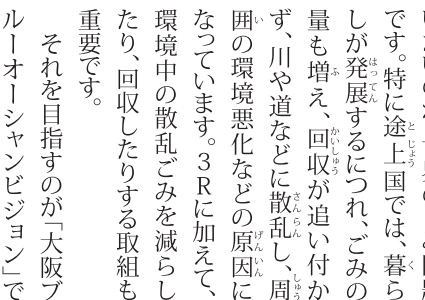 です。特に途上国では、暮ら
しが発展するにつれ、ごみの
量も増え、回収が追い付か
ず、川や道などに散乱し、周
囲の環境悪化などの原因に
なっています。3Rに加えて、
環境中の散乱ごみを減らし
たり、回収したりする取組も
重要です。
それを目指すのが「大阪ブ
ルーオーシャンビジョン」で